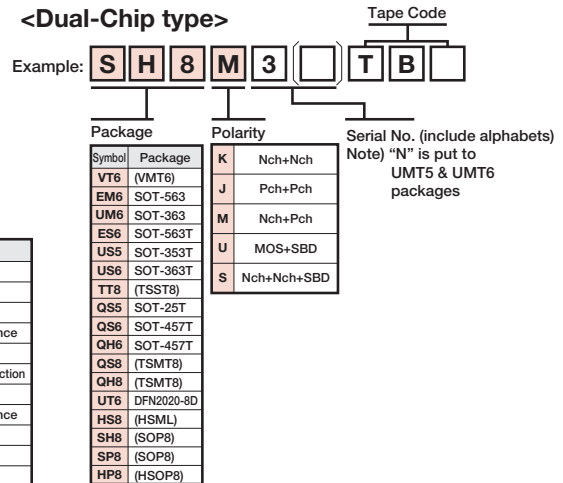 <Dual-Chip type>
Tape Code
Example: S H 8 M 3 ( ) T B
Package
Symbol Package
VT6 (VMT6)
EM6 SOT-563
UM6 SOT-363
ES6 SOT-563T
US5 SOT-353T
US6 SOT-363T
TT8 (TSST8)
QS5 SOT-25T
QS6 SOT-457T
QH6 SOT-457T
QS8 (TSMT8)
QH8 (TSMT8)
UT6 DFN2020-8D
HS8 (HSML)
SH8 (SOP8)
SP8 (SOP8)
HP8 (HSOP8)
Polarity
K Nch+Nch
J Pch+Pch
M Nch+Pch
U MOS+SBD
S Nch+Nch+SBD
Serial No. (include alphabets)
Note) “N” is put to
UMT5 & UMT6
packages
nce
ction
nce